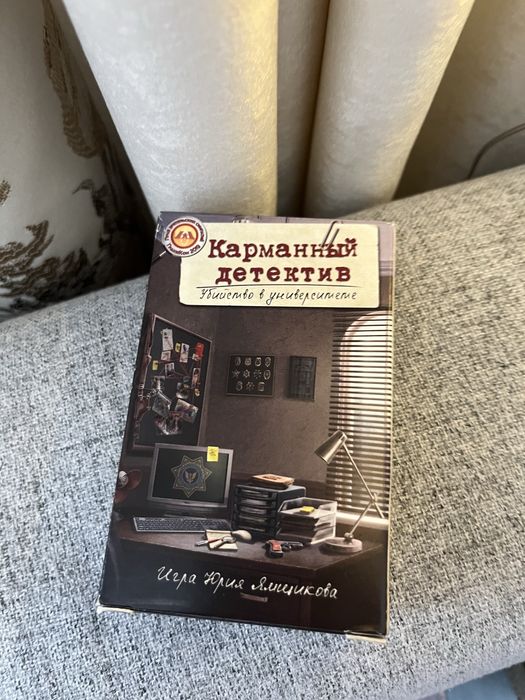 Карманный
детектив
Убийство в университете
Игра Юрия Ямщикова